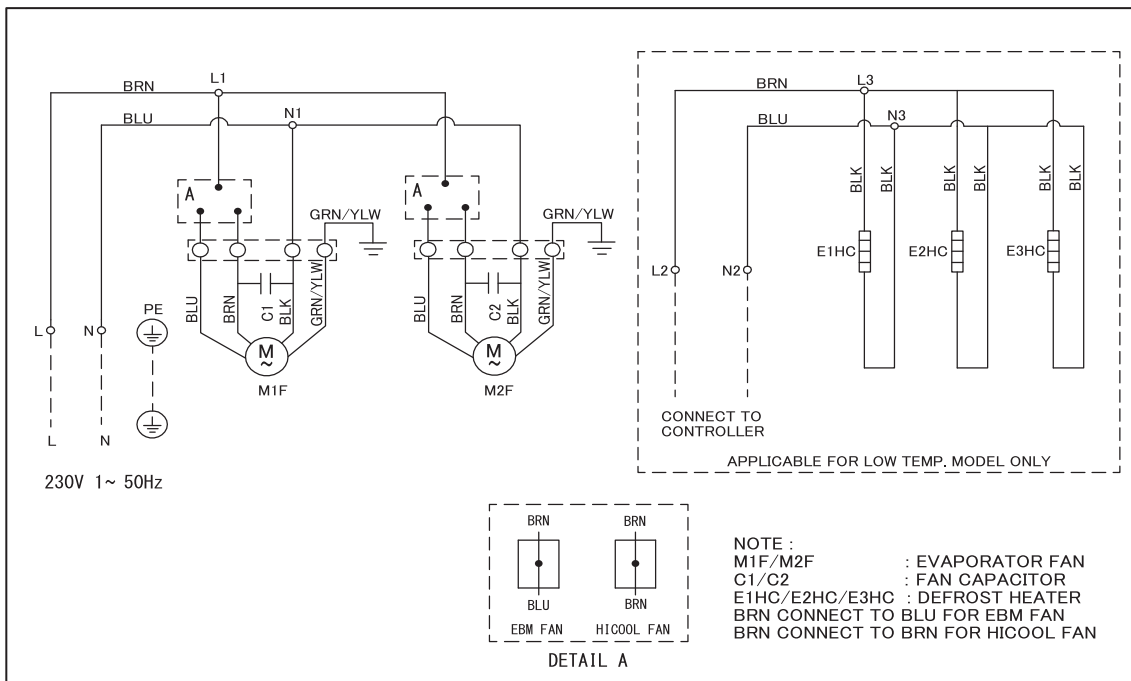 L1
BRN
N1
BLU
A
A
GRN/YLW
GRN/YLW
BLU
BRN
C1
BLK
GRN/YLW
BLU
BRN
C2
BLK
GRN/YLW
M
~
M
~
M1F
M2F
PE
L
N
L
N
230V 1~ 50Hz
L3
BRN
N3
BLU
BLK
BLK
BLK
BLK
BLK
BLK
E1HC
E2HC
E3HC
L2
N2
CONNECT TO
CONTROLLER
APPLICABLE FOR LOW TEMP. MODEL ONLY
BRN
BRN
BLU
BRN
EBM FAN
HICOOL FAN
DETAIL A
NOTE :
M1F/M2F : EVAPORATOR FAN
C1/C2 : FAN CAPACITOR
E1HC/E2HC/E3HC : DEFROST HEATER
BRN CONNECT TO BLU FOR EBM FAN
BRN CONNECT TO BRN FOR HICOOL FAN